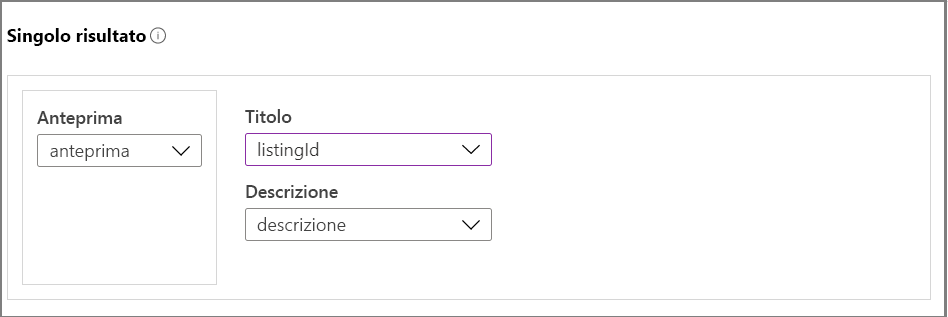 Singolo risultato
Anteprima
anteprima
Titolo
listingId
Descrizione
descrizione